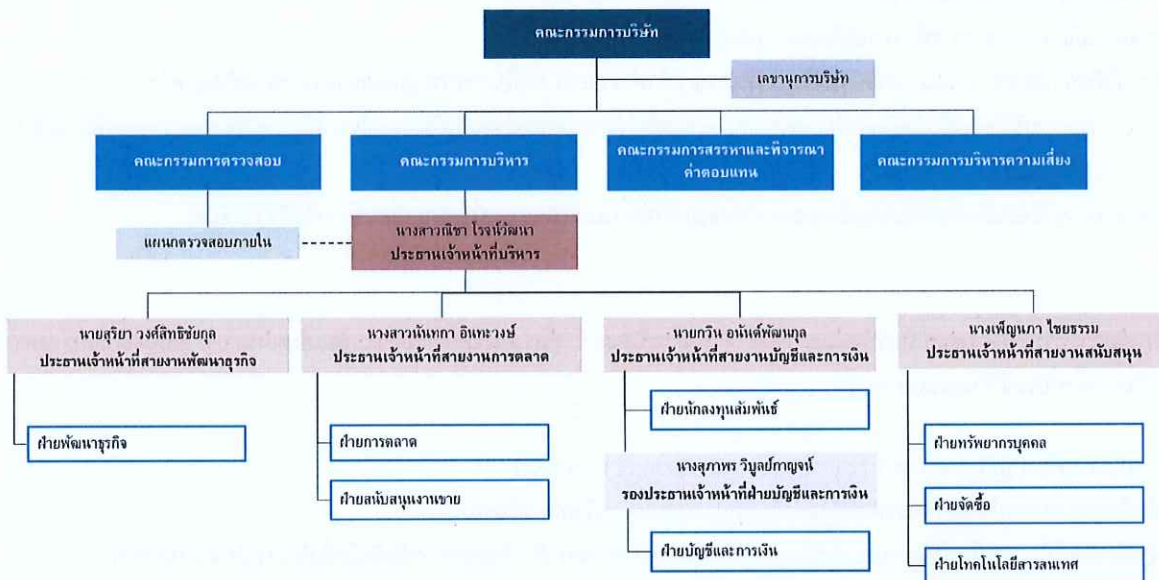 คณะกรรมการบริษัท
เลขานุการบริษัท
คณะกรรมการตรวจสอบ
คณะกรรมการบริหาร
คณะกรรมการสรรหาและพิจารณา
ค่าตอบแทน
คณะกรรมการบริหารความเสี่ยง
แผนกตรวจสอบภายใน
นางสาวณิชา โรจน์วัฒนา
ประธานเจ้าหน้าที่บริหาร
นายสุริยา วงศ์สิทธิชัยกุล
ประธานเจ้าหน้าที่สายงานพัฒนาธุรกิจ
ฝ่ายพัฒนาธุรกิจ
นางสาวนันทกา อินทะวงษ์
ประธานเจ้าหน้าที่สายงานการตลาด
ฝ่ายการตลาด
ฝ่ายสนับสนุนงานขาย
นายกวิน อนันต์พัฒนกุล
ประธานเจ้าหน้าที่สายงานบัญชีและการเงิน
ฝ่ายนักลงทุนสัมพันธ์
นางสุภาพร วิบูลย์กาญจน์
รองประธานเจ้าหน้าที่ฝ่ายบัญชีและการเงิน
ฝ่ายบัญชีและการเงิน
นางเพ็ญนภา ไชยธรรม
ประธานเจ้าหน้าที่สายงานสนับสนุน
ฝ่ายทรัพยากรบุคคล
ฝ่ายจัดซื้อ
ฝ่ายเทคโนโลยีสารสนเทศ